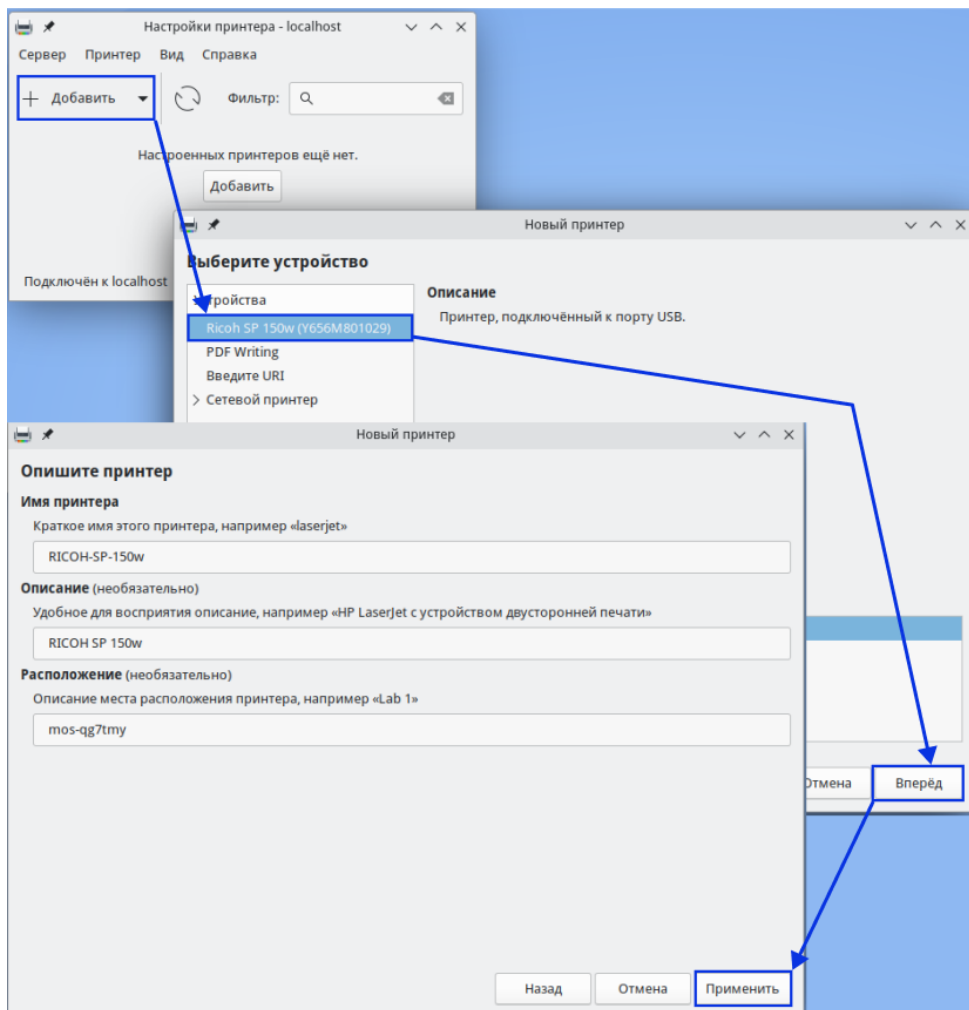 Настройки принтера - localhost
Сервер Принтер Вид Справка
Добавить Фильтр:
Настроенных принтеров ещё нет.
Добавить
Подключён к localhost
Новый принтер
Выберите устройство
Устройства
Ricoh SP 150w (Y656M801029)
PDF Writing
Введите URI
Сетевой принтер
Описание
Принтер, подключённый к порту USB.
Отмена Вперёд
Новый принтер
Опишите принтер
Имя принтера
Краткое имя этого принтера, например «laserjet»
RICOH-SP-150w
Описание (необязательно)
Удобное для восприятия описание, например «HP LaserJet с устройством двусторонней печати»
RICOH SP 150w
Расположение (необязательно)
Описание места расположения принтера, например «Lab 1»
mos-qg7tmy
Назад Отмена Применить